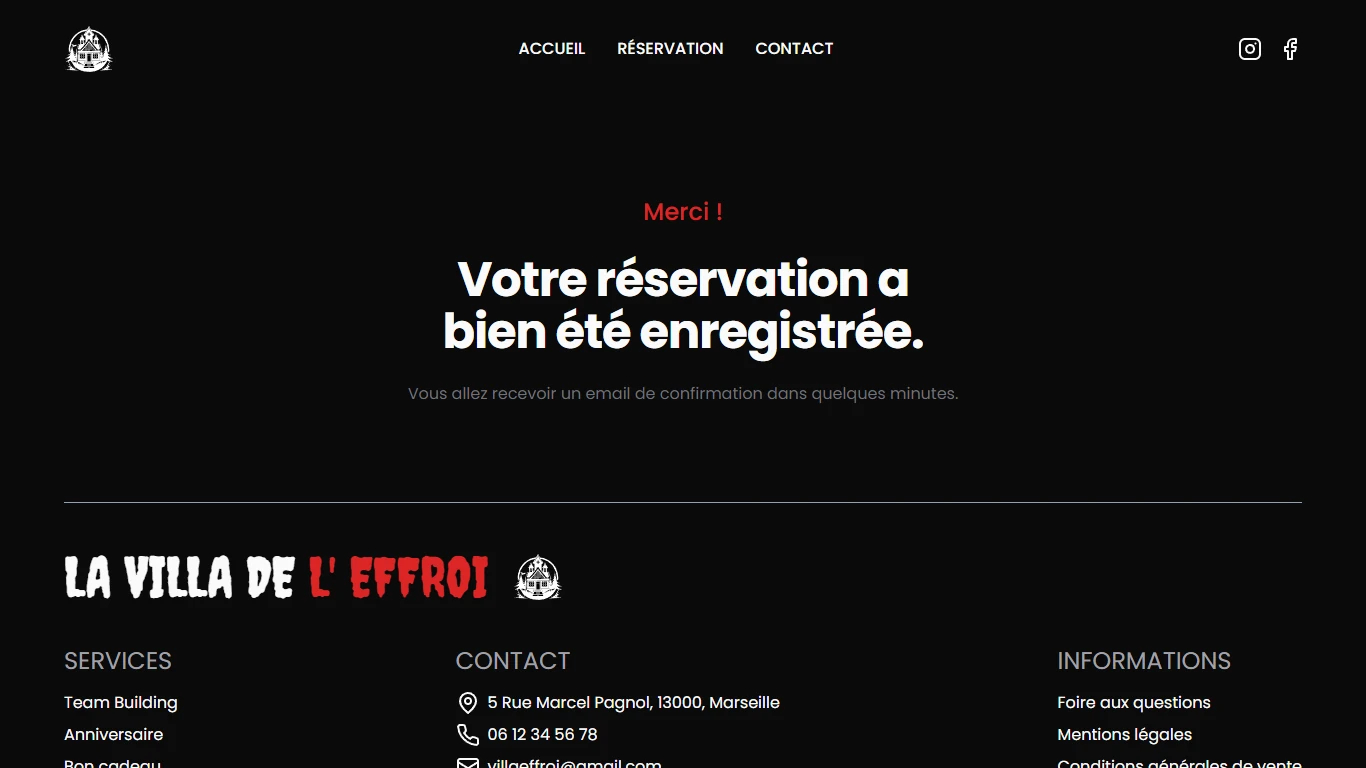 ACCUEIL RÉSERVATION CONTACT
Merci !
Votre réservation a
bien été enregistrée.
Vous allez recevoir un email de confirmation dans quelques minutes.
LA VILLA DE L' EFFROI
SERVICES
Team Building
Anniversaire
Bon cadeau
CONTACT
5 Rue Marcel Pagnol, 13000, Marseille
06 12 34 56 78
villaeffroi@gmail.com
INFORMATIONS
Foire aux questions
Mentions légales
Conditions générales de vente